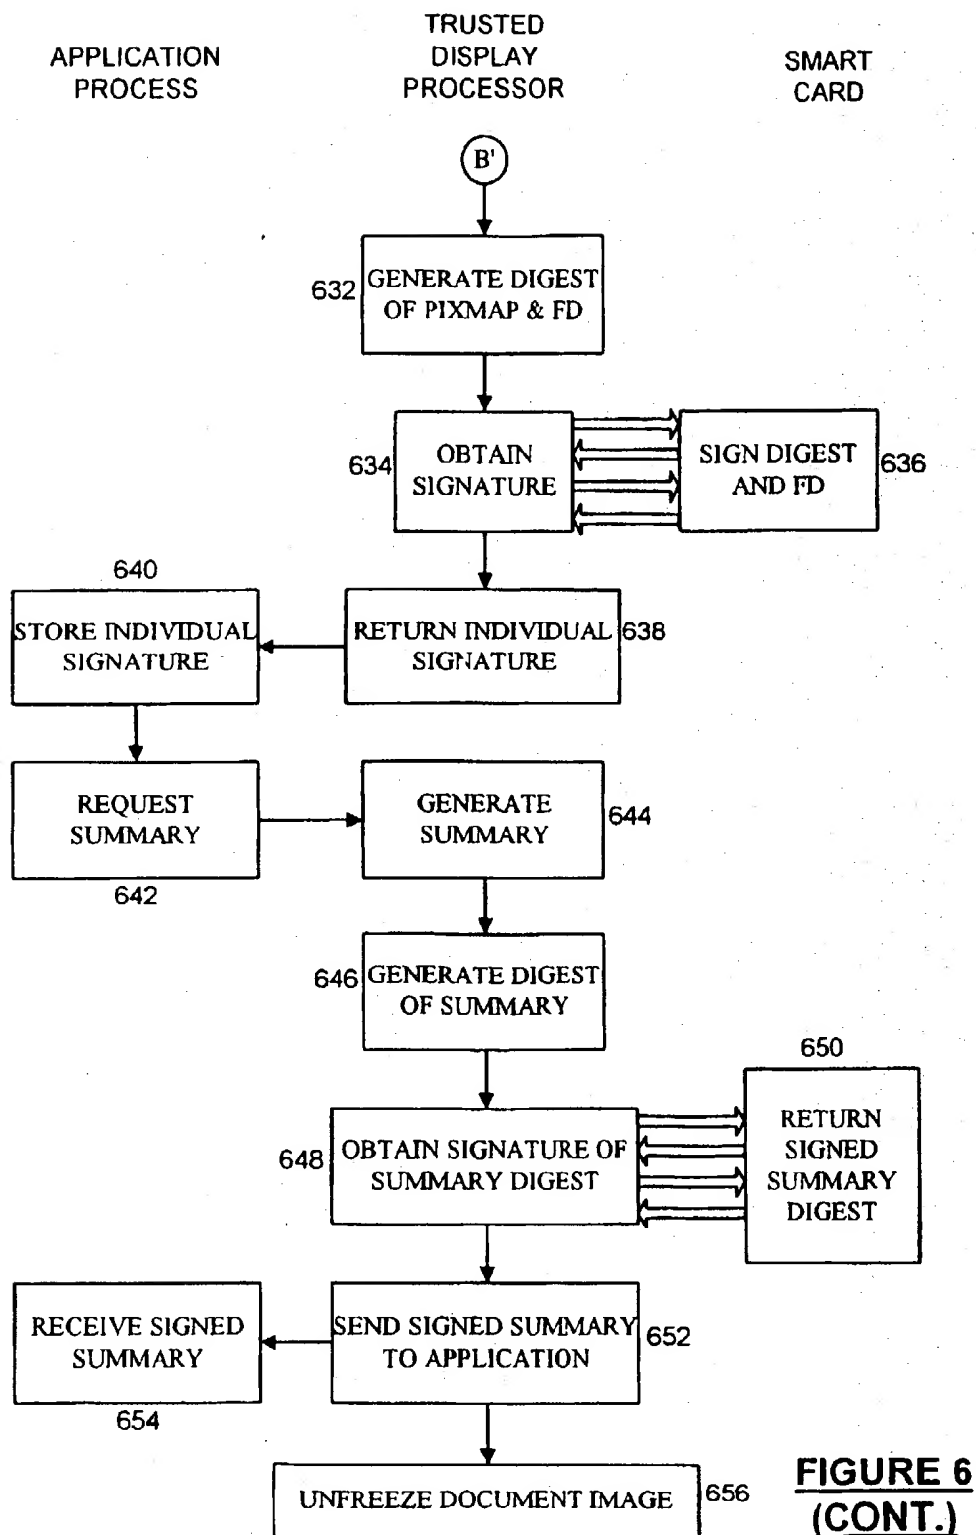 APPLICATION
PROCESS
TRUSTED
DISPLAY
PROCESSOR
SMART
CARD
B'
632
GENERATE DIGEST
OF PIXMAP & FD
634
OBTAIN
SIGNATURE
SIGN DIGEST
AND FD
636
640
STORE INDIVIDUAL
SIGNATURE
RETURN INDIVIDUAL
SIGNATURE
638
REQUEST
SUMMARY
642
GENERATE
SUMMARY
644
646
GENERATE DIGEST
OF SUMMARY
648
OBTAIN SIGNATURE OF
SUMMARY DIGEST
650
RETURN
SIGNED
SUMMARY
DIGEST
RECEIVE SIGNED
SUMMARY
654
SEND SIGNED SUMMARY
TO APPLICATION
652
UNFREEZE DOCUMENT IMAGE
656
FIGURE 6
(CONT.)